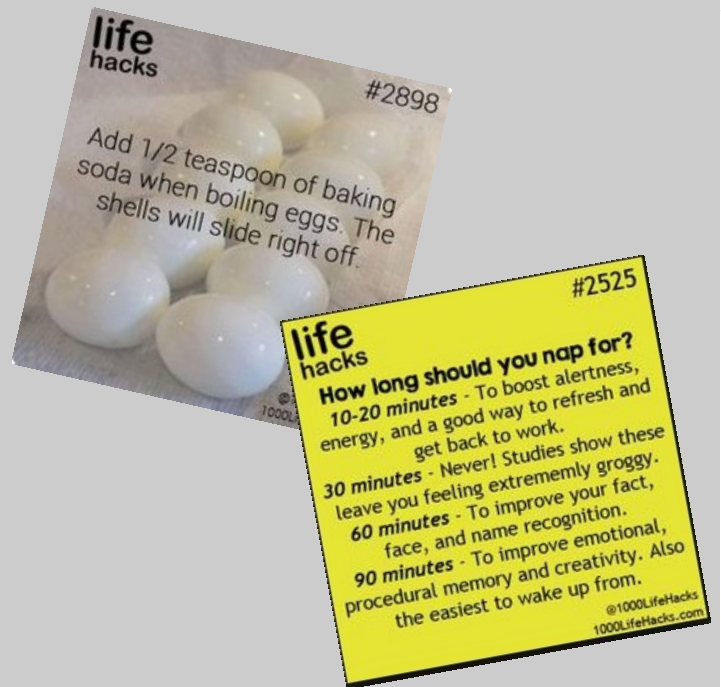 life
hacks
#2898
Add 1/2 teaspoon of baking
soda when boiling eggs. The
shells will slide right off.
#2525
life
hacks
How long should you nap for?
10-20 minutes - To boost alertness,
energy, and a good way to refresh and
get back to work.
30 minutes - Never! Studies show these
leave you feeling extrememly groggy.
60 minutes - To improve your fact,
face, and name recognition.
90 minutes - To improve emotional,
procedural memory and creativity. Also
the easiest to wake up from.
@1000LifeHacks
1000LifeHacks.com